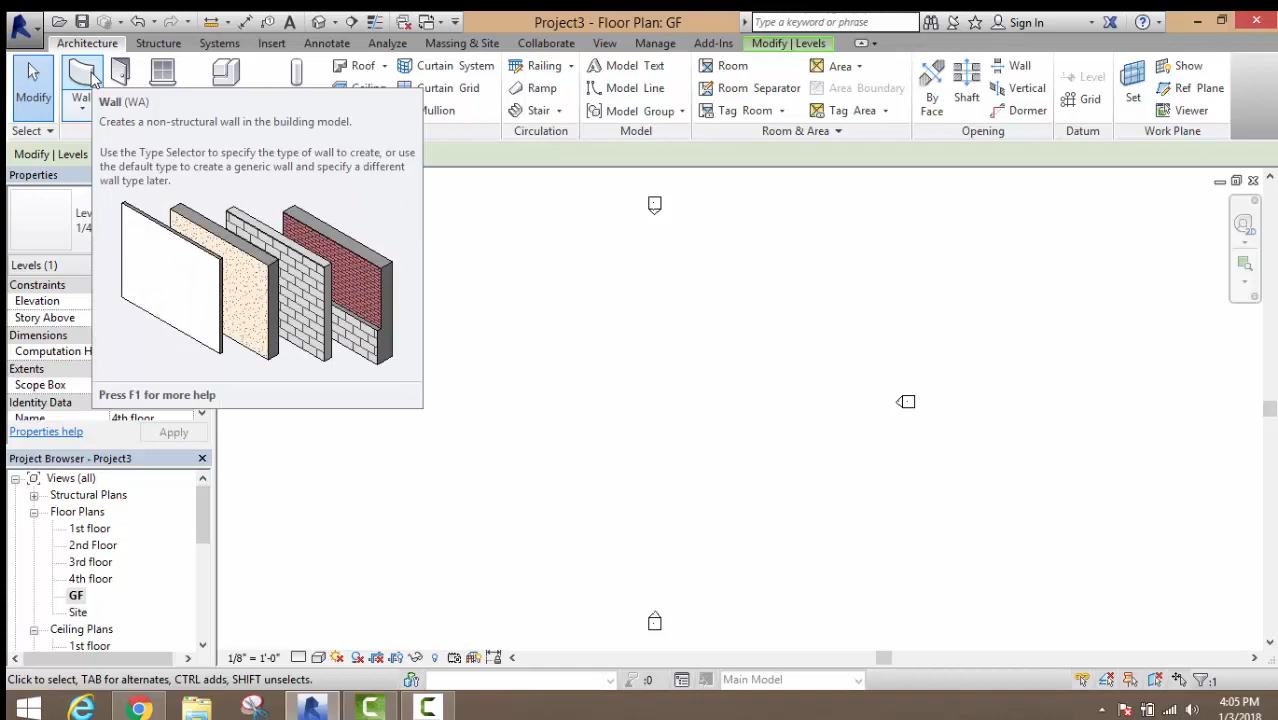 Project3 - Floor Plan: GF
Type a keyword or phrase
Sign In
Architecture Structure Systems Insert Annotate Analyze Massing & Site Collaborate View Manage Add-Ins Modify | Levels
Modify
Wall
Roof
Ceiling
Curtain System
Curtain Grid
Mullion
Railing
Ramp
Stair
Model Text
Model Line
Model Group
Room
Room Separator
Tag Room
Area
Area Boundary
Tag Area
By
Face
Shaft
Wall
Vertical
Dormer
Level
Grid
Set
Show
Ref Plane
Viewer
Select
Circulation
Model
Room & Area
Opening
Datum
Work Plane
Wall (WA)
Creates a non-structural wall in the building model.
Use the Type Selector to specify the type of wall to create, or use
the default type to create a generic wall and specify a different
wall type later.
Press F1 for more help
Modify | Levels
Properties
Lev
1/4
Levels (1)
Constraints
Elevation
Story Above
Dimensions
Computation H
Extents
Scope Box
Identity Data
Name 4th floor
Properties help
Apply
Project Browser - Project3
Views (all)
Structural Plans
Floor Plans
1st floor
2nd Floor
3rd floor
4th floor
GF
Site
Ceiling Plans
1st floor
2D
1/8" = 1'-0"
Click to select, TAB for alternates, CTRL adds, SHIFT unselects.
:0
Main Model
:1
4:05 PM
1/3/2018